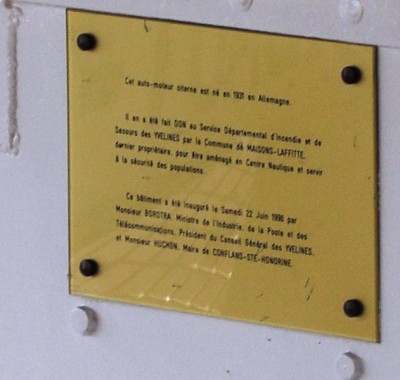 Cet auto-moteur citerne est né en 1931 en Allemagne.
Il en a été fait DON au Service Départemental d'Incendie et de
Secours des YVELINES par la Commune de MAISONS-LAFFITTE,
dernier propriétaire, pour être aménagé en Centre Nautique et servir
à la sécurité des populations.
Ce bâtiment a été inauguré le Samedi 22 Juin 1996 par
Monsieur BOROTRA, Ministre de l'Industrie, de la Poste et des
Télécommunications, Président du Conseil Général des YVELINES,
et Monsieur HUCHON, Maire de CONFLANS-STE-HONORINE.